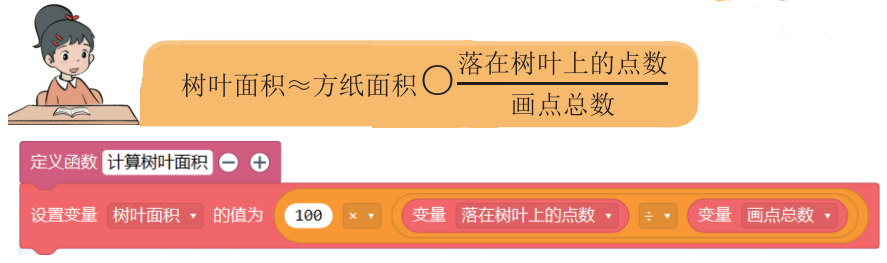 树叶面积≈方纸面积○落在树叶上的点数
画点总数
定义函数 计算树叶面积 − +
设置变量 树叶面积 ▾ 的值为 100 × ▾ 变量 落在树叶上的点数 ▾ ÷ ▾ 变量 画点总数 ▾